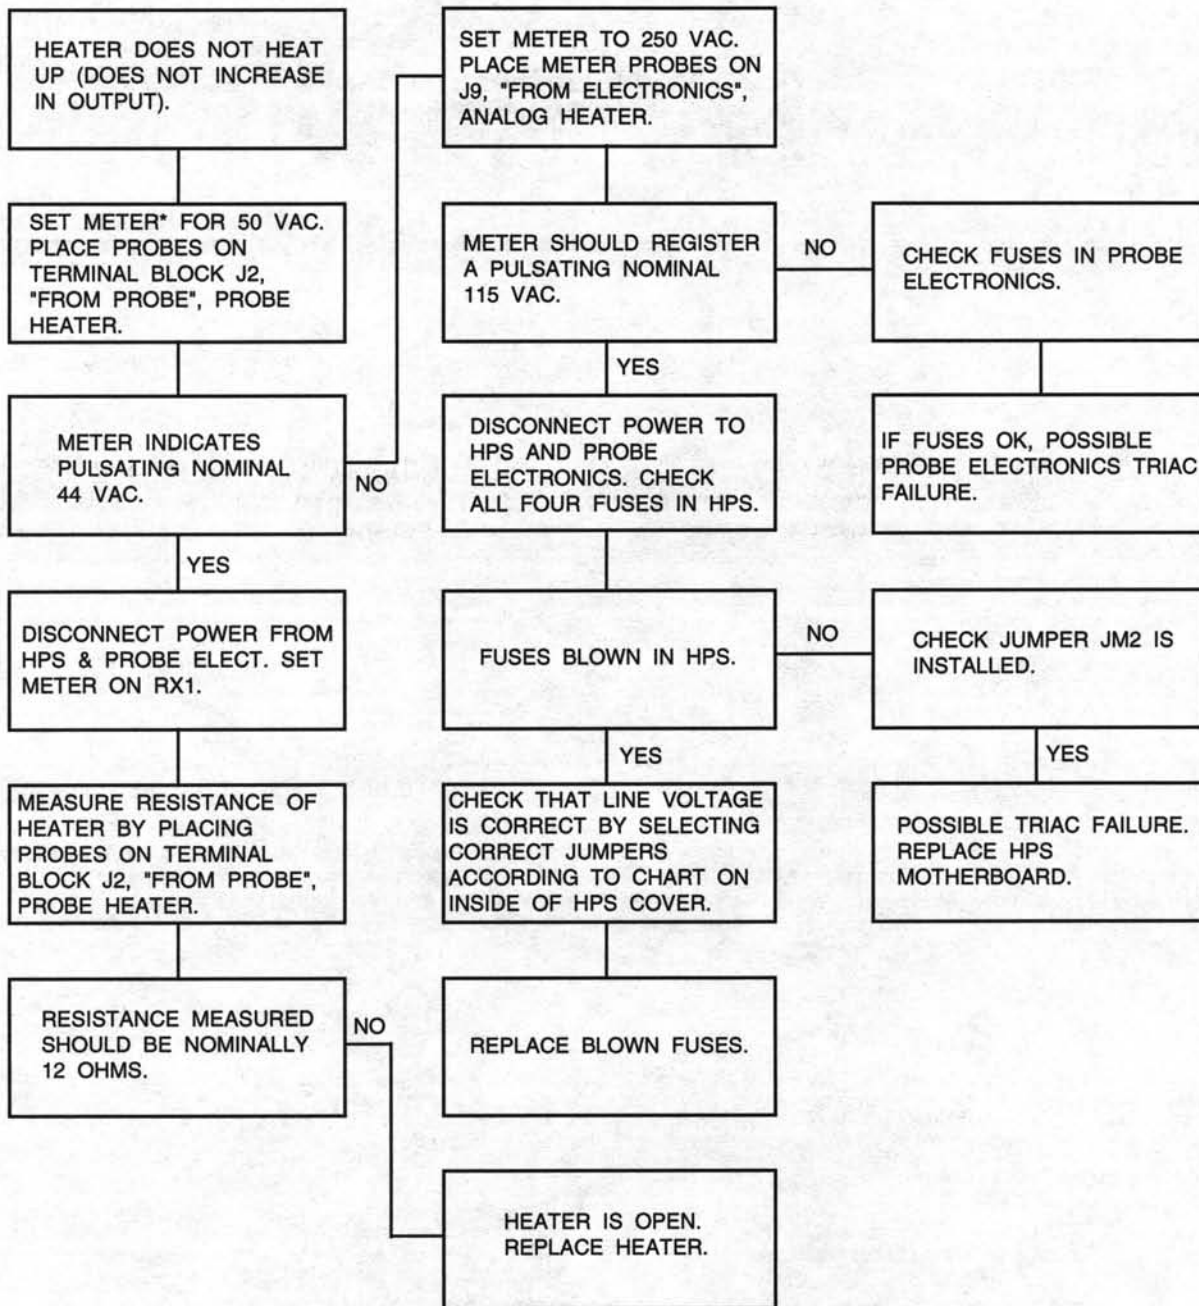 HEATER DOES NOT HEAT
UP (DOES NOT INCREASE
IN OUTPUT).
SET METER* FOR 50 VAC.
PLACE PROBES ON
TERMINAL BLOCK J2,
"FROM PROBE", PROBE
HEATER.
METER INDICATES
PULSATING NOMINAL
44 VAC.
NO
YES
DISCONNECT POWER FROM
HPS & PROBE ELECT. SET
METER ON RX1.
MEASURE RESISTANCE OF
HEATER BY PLACING
PROBES ON TERMINAL
BLOCK J2, "FROM PROBE",
PROBE HEATER.
RESISTANCE MEASURED
SHOULD BE NOMINALLY
12 OHMS.
NO
SET METER TO 250 VAC.
PLACE METER PROBES ON
J9, "FROM ELECTRONICS",
ANALOG HEATER.
METER SHOULD REGISTER
A PULSATING NOMINAL
115 VAC.
NO
YES
DISCONNECT POWER TO
HPS AND PROBE
ELECTRONICS. CHECK
ALL FOUR FUSES IN HPS.
FUSES BLOWN IN HPS.
NO
YES
CHECK THAT LINE VOLTAGE
IS CORRECT BY SELECTING
CORRECT JUMPERS
ACCORDING TO CHART ON
INSIDE OF HPS COVER.
REPLACE BLOWN FUSES.
HEATER IS OPEN.
REPLACE HEATER.
CHECK FUSES IN PROBE
ELECTRONICS.
IF FUSES OK, POSSIBLE
PROBE ELECTRONICS TRIAC
FAILURE.
CHECK JUMPER JM2 IS
INSTALLED.
YES
POSSIBLE TRIAC FAILURE.
REPLACE HPS
MOTHERBOARD.